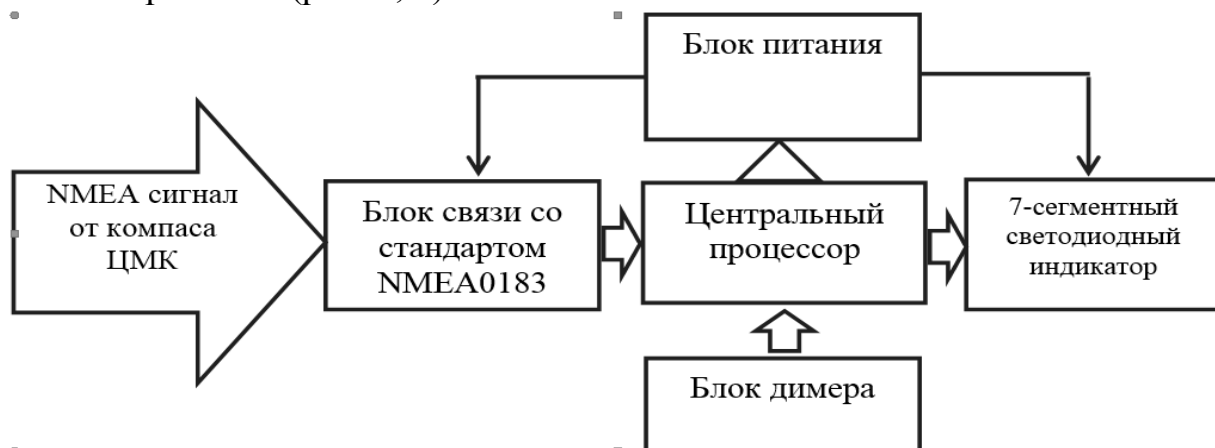 Блок питания
NMEA сигнал
от компаса
ЦМК
Блок связи со
стандартом
NMEA0183
Центральный
процессор
7-сегментный
светодиодный
индикатор
Блок димера